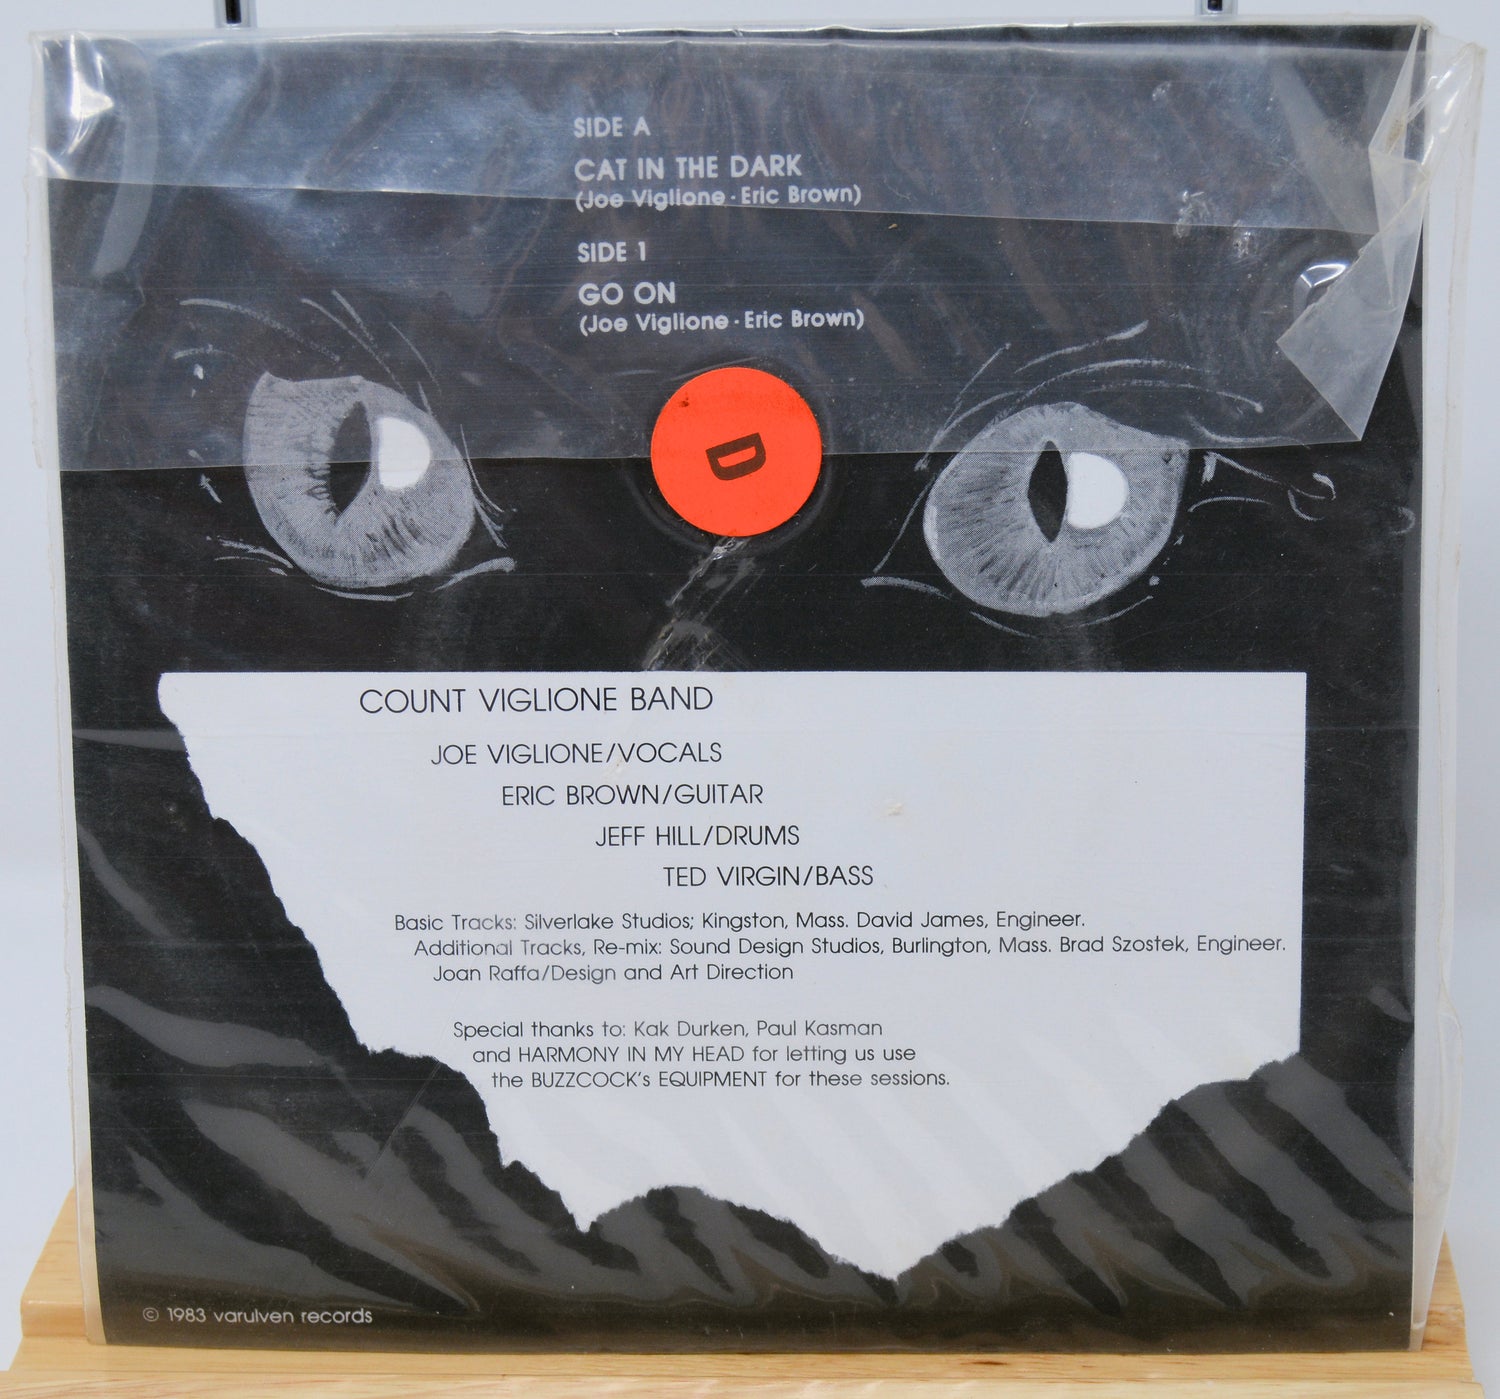 SIDE A
CAT IN THE DARK
(Joe Viglione · Eric Brown)
SIDE 1
GO ON
(Joe Viglione · Eric Brown)
D
COUNT VIGLIONE BAND
JOE VIGLIONE/VOCALS
ERIC BROWN/GUITAR
JEFF HILL/DRUMS
TED VIRGIN/BASS
Basic Tracks: Silverlake Studios; Kingston, Mass. David James, Engineer.
Additional Tracks, Re-mix: Sound Design Studios, Burlington, Mass. Brad Szostek, Engineer.
Joan Raffa/Design and Art Direction
Special thanks to: Kak Durken, Paul Kasman
and HARMONY IN MY HEAD for letting us use
the BUZZCOCK's EQUIPMENT for these sessions.
© 1983 varulven records